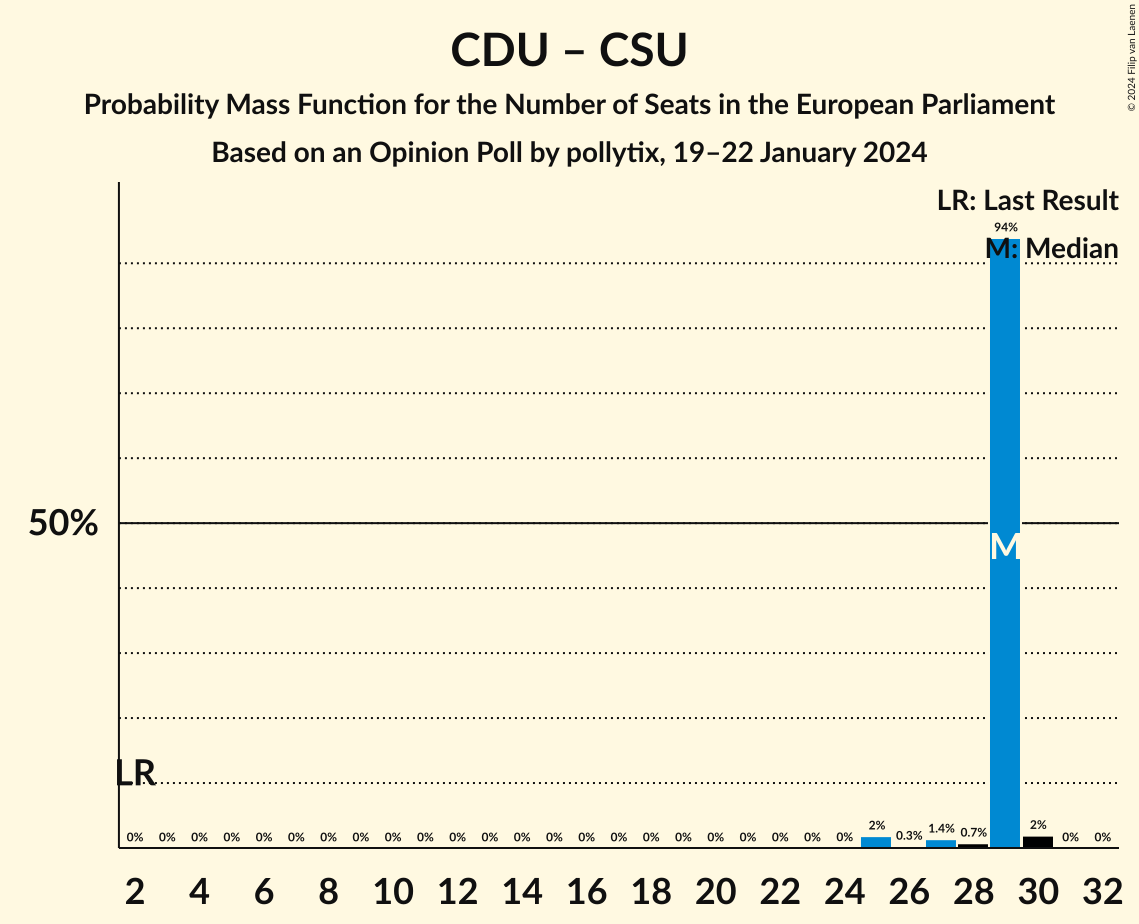 CDU – CSU
Probability Mass Function for the Number of Seats in the European Parliament
Based on an Opinion Poll by pollytix, 19–22 January 2024
© 2024 Filip van Laenen
LR: Last Result
94%
M: Median
50%
M
LR
0% 0% 0% 0% 0% 0% 0% 0% 0% 0% 0% 0% 0% 0% 0% 0% 0% 0% 0% 0% 0% 0% 0% 2% 0.3% 1.4% 0.7% 2% 0% 0%
2 4 6 8 10 12 14 16 18 20 22 24 26 28 30 32